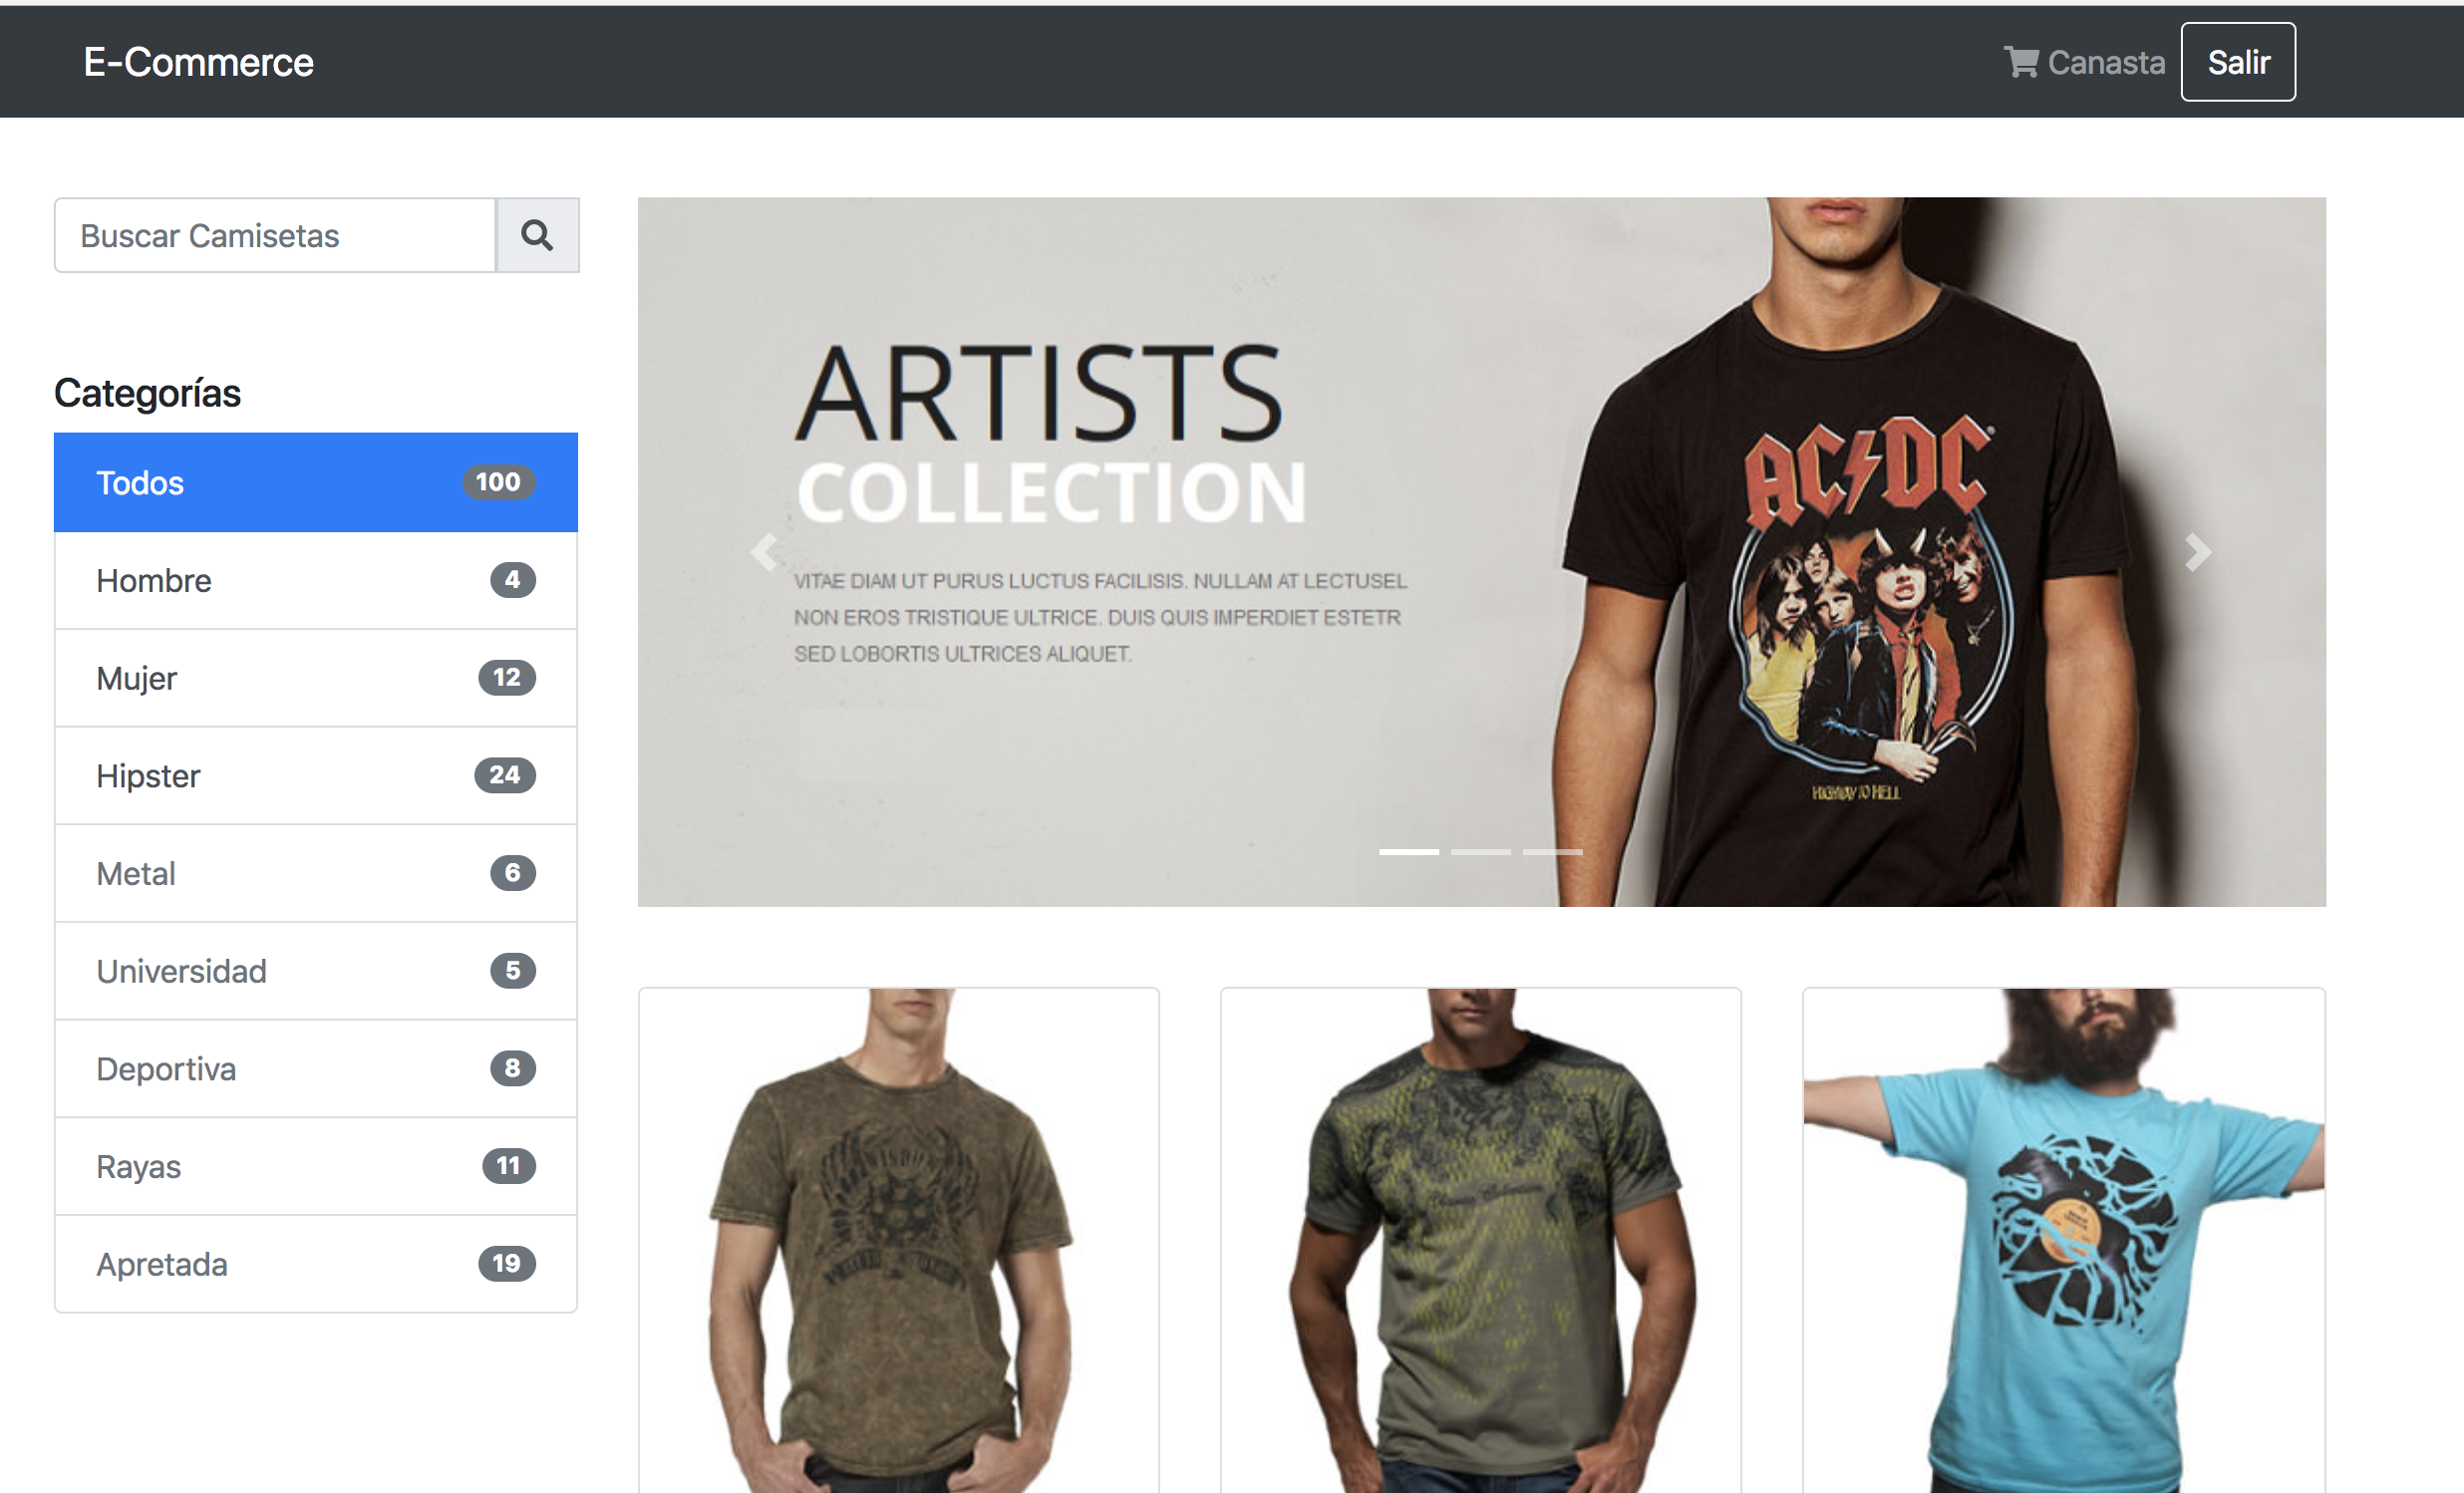 E-Commerce
Canasta
Salir
Buscar Camisetas
Categorías
Todos 100
Hombre 4
Mujer 12
Hipster 24
Metal 6
Universidad 5
Deportiva 8
Rayas 11
Apretada 19
ARTISTS
COLLECTION
VITAE DIAM UT PURUS LUCTUS FACILISIS. NULLAM AT LECTUSEL
NON EROS TRISTIQUE ULTRICE. DUIS QUIS IMPERDIET ESTETR
SED LOBORTIS ULTRICES ALIQUET.
AC DC
HIGHWAY TO HELL